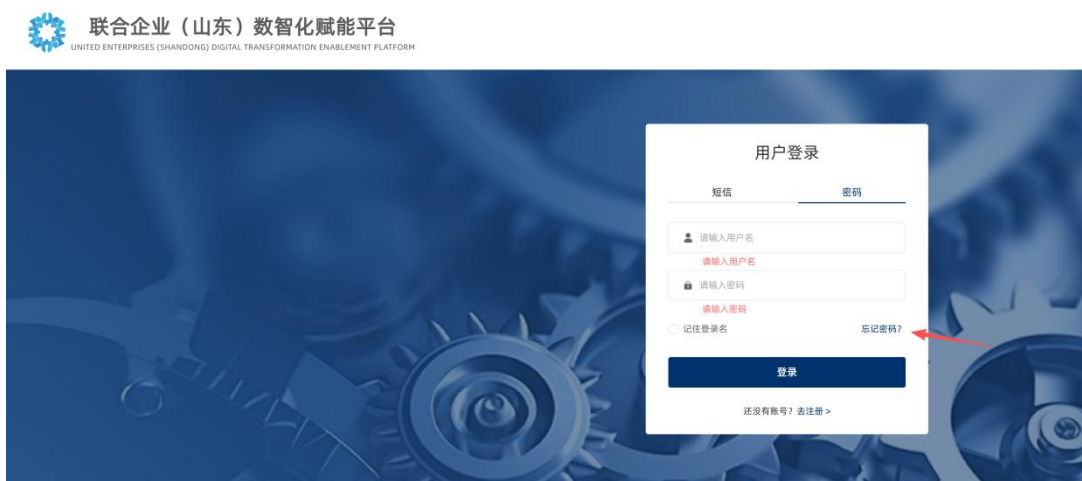 联合企业（山东）数智化赋能平台
UNITED ENTERPRISES (SHANDONG) DIGITAL TRANSFORMATION ENABLEMENT PLATFORM
用户登录
短信 密码
请输入用户名
请输入用户名
请输入密码
请输入密码
记住登录名 忘记密码?
登录
还没有账号? 去注册 >